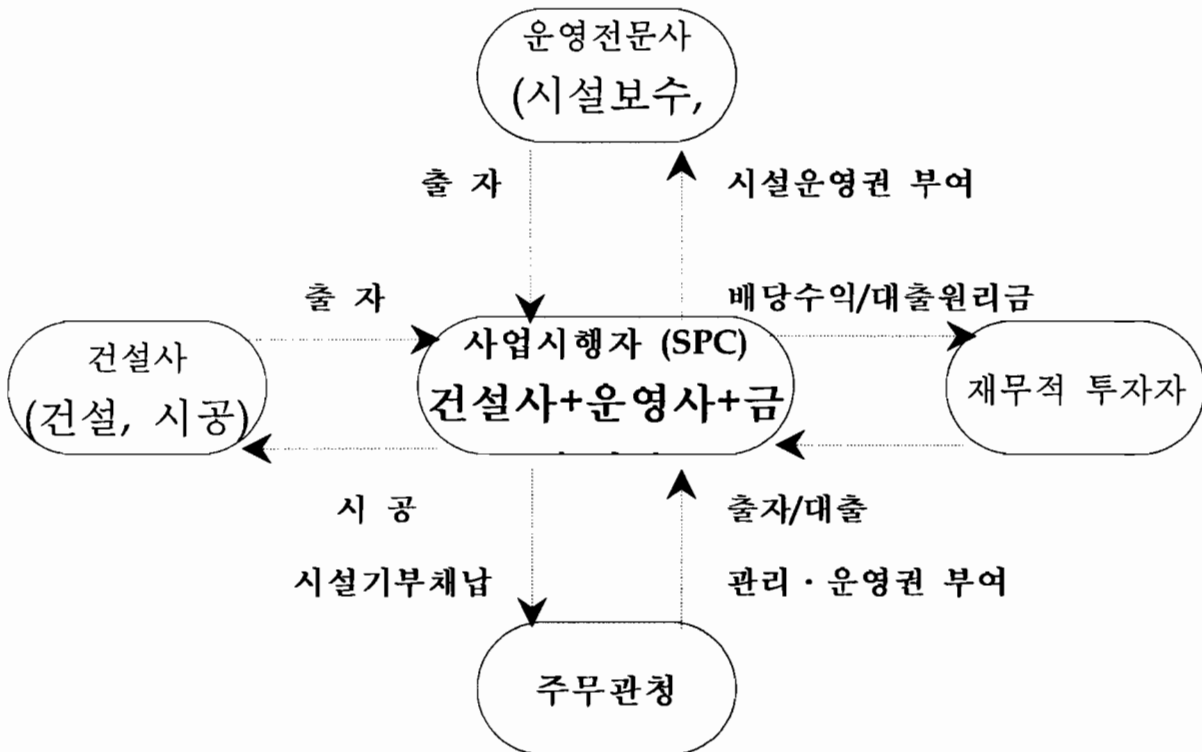 운영전문사
(시설보수,
출 자
시설운영권 부여
출 자
배당수익/대출원리금
건설사
(건설, 시공)
사업시행자 (SPC)
건설사+운영사+금
재무적 투자자
시 공
출자/대출
시설기부채납
관리·운영권 부여
주무관청